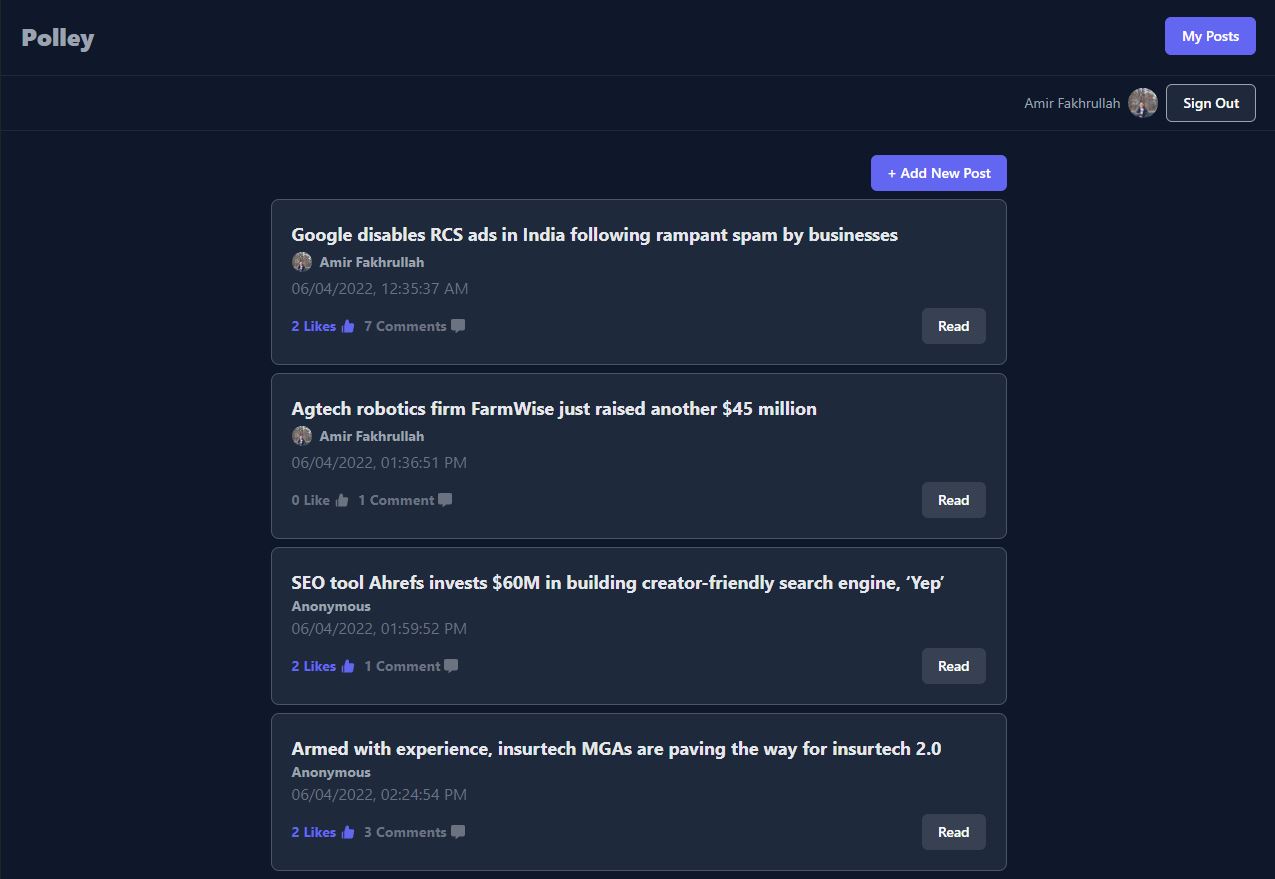 Polley
My Posts
Amir Fakhrullah
Sign Out
+ Add New Post
Google disables RCS ads in India following rampant spam by businesses
Amir Fakhrullah
06/04/2022, 12:35:37 AM
2 Likes 7 Comments
Read
Agtech robotics firm FarmWise just raised another $45 million
Amir Fakhrullah
06/04/2022, 01:36:51 PM
0 Like 1 Comment
Read
SEO tool Ahrefs invests $60M in building creator-friendly search engine, ‘Yep’
Anonymous
06/04/2022, 01:59:52 PM
2 Likes 1 Comment
Read
Armed with experience, insurtech MGAs are paving the way for insurtech 2.0
Anonymous
06/04/2022, 02:24:54 PM
2 Likes 3 Comments
Read